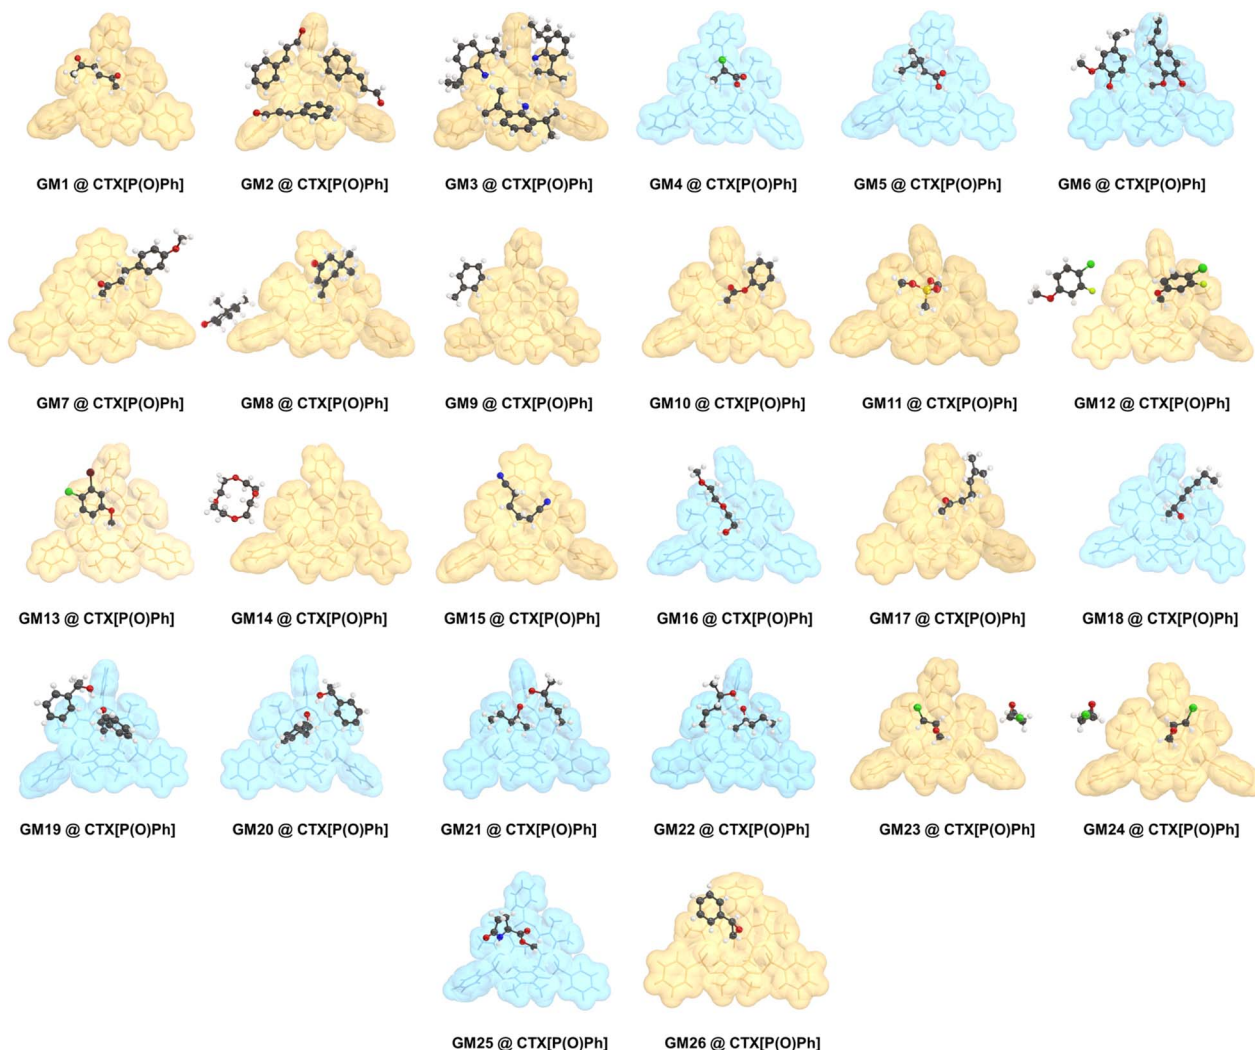 GM1 @ CTX[P(O)Ph] GM2 @ CTX[P(O)Ph] GM3 @ CTX[P(O)Ph] GM4 @ CTX[P(O)Ph] GM5 @ CTX[P(O)Ph] GM6 @ CTX[P(O)Ph]
GM7 @ CTX[P(O)Ph] GM8 @ CTX[P(O)Ph] GM9 @ CTX[P(O)Ph] GM10 @ CTX[P(O)Ph] GM11 @ CTX[P(O)Ph] GM12 @ CTX[P(O)Ph]
GM13 @ CTX[P(O)Ph] GM14 @ CTX[P(O)Ph] GM15 @ CTX[P(O)Ph] GM16 @ CTX[P(O)Ph] GM17 @ CTX[P(O)Ph] GM18 @ CTX[P(O)Ph]
GM19 @ CTX[P(O)Ph] GM20 @ CTX[P(O)Ph] GM21 @ CTX[P(O)Ph] GM22 @ CTX[P(O)Ph] GM23 @ CTX[P(O)Ph] GM24 @ CTX[P(O)Ph]
GM25 @ CTX[P(O)Ph] GM26 @ CTX[P(O)Ph]